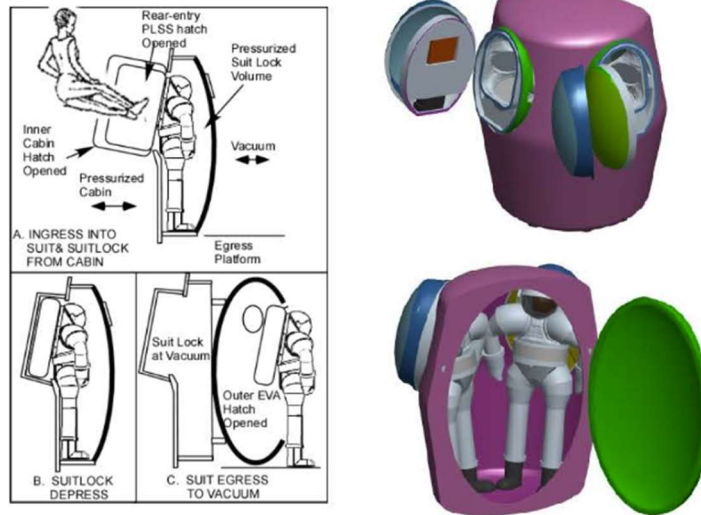 Rear-entry
PLSS hatch
Opened
Pressurized
Suit Lock
Volume
Inner
Cabin
Hatch
Opened
Vacuum
Pressurized
Cabin
A. INGRESS INTO
SUIT& SUITLOCK
FROM CABIN
Egress
Platform
Suit Lock
at Vacuum
Outer EVA
Hatch
Opened
B. SUITLOCK
DEPRESS
C. SUIT EGRESS
TO VACUUM